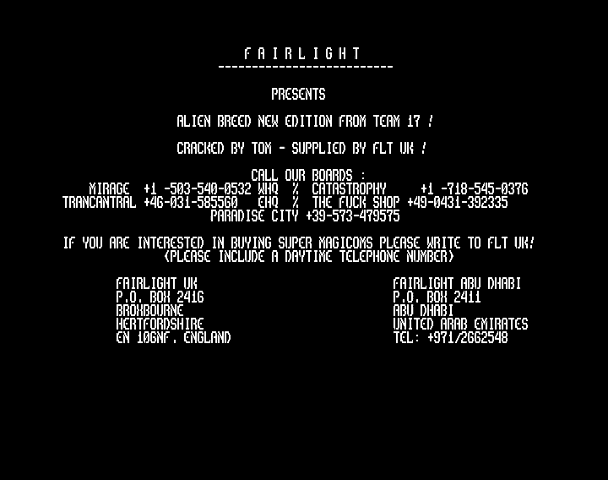 F A I R L I G H T
--------------------------
PRESENTS
ALIEN BREED NEW EDITION FROM TEAM 17 !
CRACKED BY TOM - SUPPLIED BY FLT UK !
CALL OUR BOARDS :
MIRAGE +1 -503-540-0532 WHQ % CATASTROPHY +1 -718-545-0376
TRANCANTRAL +46-031-585560 EHQ % THE FUCK SHOP +49-0431-392335
PARADISE CITY +39-573-479575
IF YOU ARE INTERESTED IN BUYING SUPER MAGICOMS PLEASE WRITE TO FLT UK!
(PLEASE INCLUDE A DAYTIME TELEPHONE NUMBER)
FAIRLIGHT UK FAIRLIGHT ABU DHABI
P.O. BOX 2416 P.O. BOX 2411
BROXBOURNE ABU DHABI
HERTFORDSHIRE UNITED ARAB EMIRATES
EN 106NF. ENGLAND TEL: +971/2662548